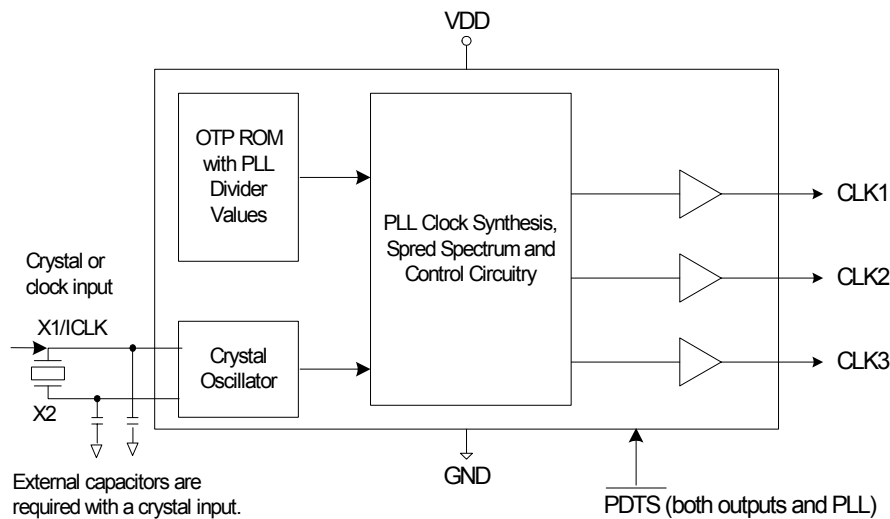 VDD
OTP ROM
with PLL
Divider
Values
PLL Clock Synthesis,
Spred Spectrum and
Control Circuitry
CLK1
CLK2
CLK3
Crystal or
clock input
X1/ICLK
Crystal
Oscillator
X2
External capacitors are
required with a crystal input.
GND
PDTS (both outputs and PLL)